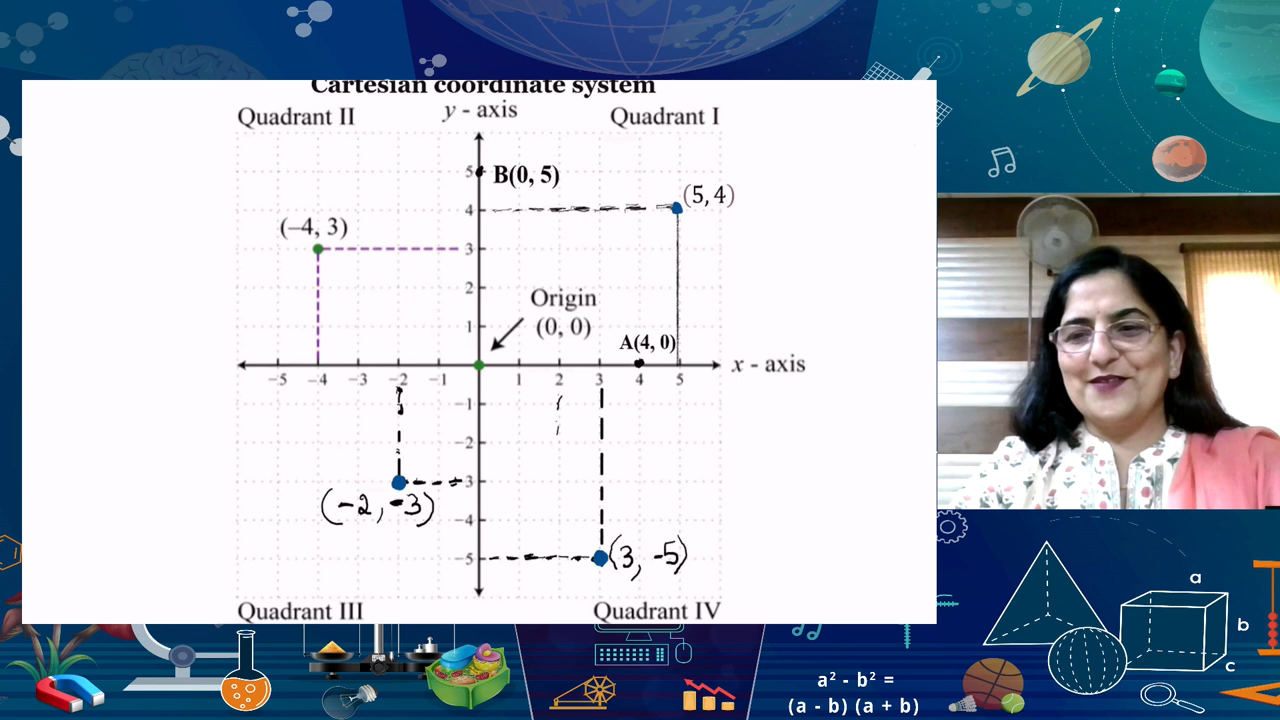 Cartesian coordinate system
y - axis
Quadrant II
Quadrant I
5
B(0, 5)
(5, 4)
4
(–4, 3)
3
2
Origin
(0, 0)
1
A(4, 0)
x - axis
–5 –4 –3 –2 –1 1 2 3 4 5
–1
–2
–3
(-2, -3)
–4
–5
(3, -5)
Quadrant III
Quadrant IV
a
b
c
a² - b² =
(a - b) (a + b)